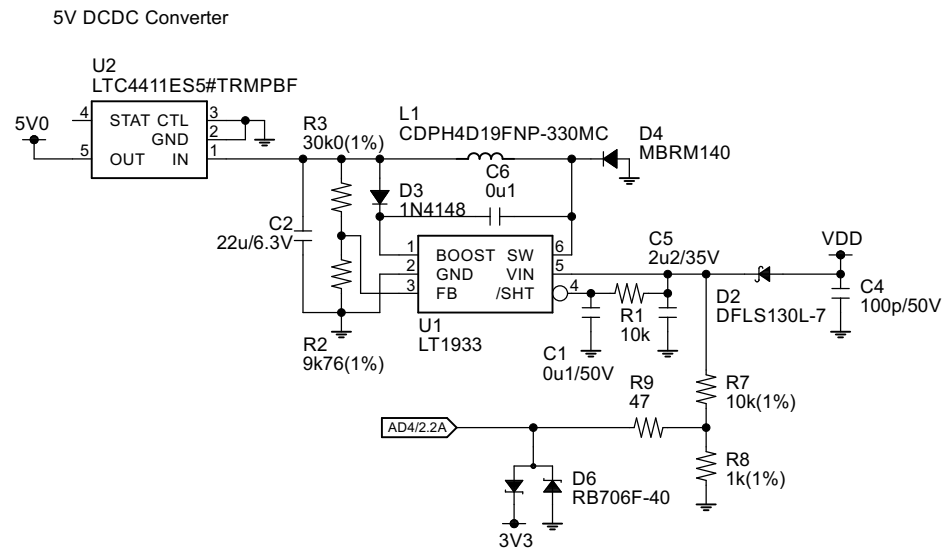 5V DCDC Converter
U2
LTC4411ES5#TRMPBF
4 STAT CTL 3
GND 2
5 OUT IN 1
5V0
R3
30k0(1%)
L1
CDPH4D19FNP-330MC
D4
MBRM140
C6
0u1
D3
1N4148
C2
22u/6.3V
1 BOOST SW 6
2 GND VIN 5
3 FB /SHT 4
U1
LT1933
C5
2u2/35V
VDD
D2
DFLS130L-7
C4
100p/50V
R1
10k
R2
9k76(1%)
C1
0u1/50V
R9
47
R7
10k(1%)
AD4/2.2A
R8
1k(1%)
D6
RB706F-40
3V3